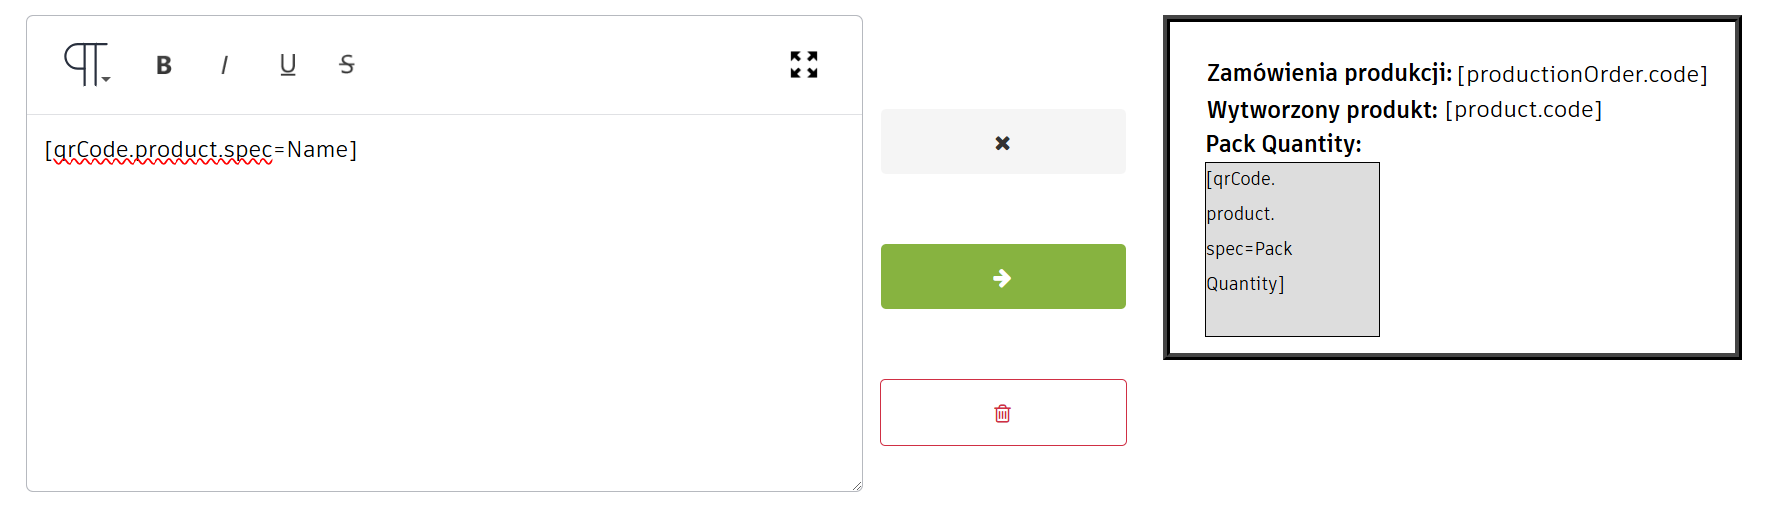 B I U S
[qrCode.product.spec=Name]
Zamówienia produkcji: [productionOrder.code]
Wytworzony produkt: [product.code]
Pack Quantity:
[qrCode.
product.
spec=Pack
Quantity]